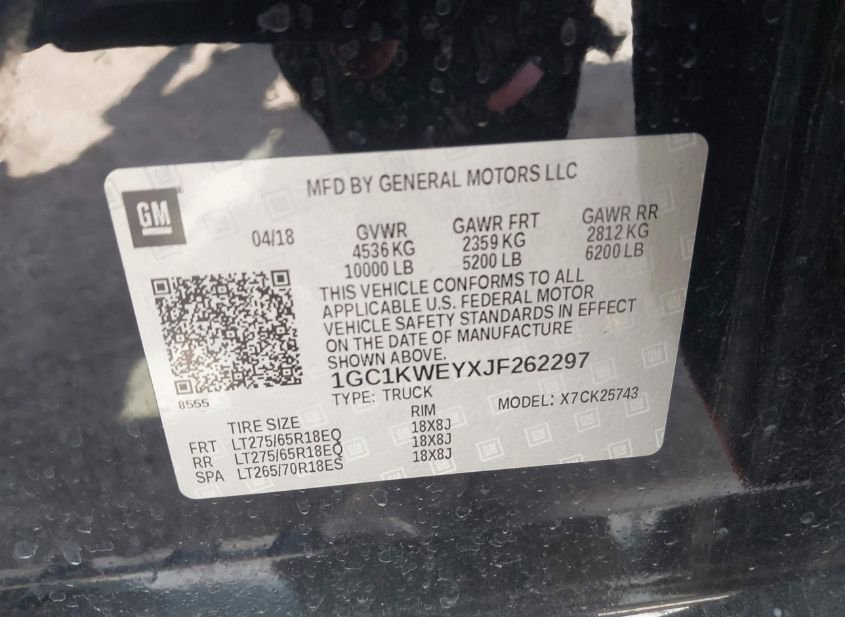 MFD BY GENERAL MOTORS LLC
GM
04/18
GVWR GAWR FRT GAWR RR
4536 KG 2359 KG 2812 KG
10000 LB 5200 LB 6200 LB
THIS VEHICLE CONFORMS TO ALL
APPLICABLE U.S. FEDERAL MOTOR
VEHICLE SAFETY STANDARDS IN EFFECT
ON THE DATE OF MANUFACTURE
SHOWN ABOVE.
1GC1KWEYXJF262297
8555
TYPE: TRUCK MODEL: X7CK25743
TIRE SIZE RIM
FRT LT275/65R18EQ 18X8J
RR LT275/65R18EQ 18X8J
SPA LT265/70R18ES 18X8J